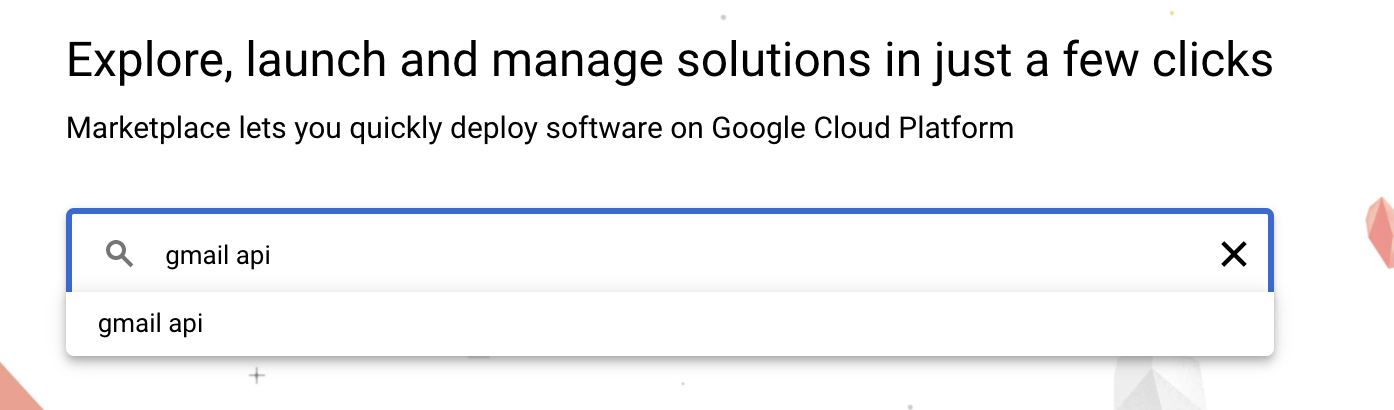 Explore, launch and manage solutions in just a few clicks
Marketplace lets you quickly deploy software on Google Cloud Platform
gmail api
gmail api